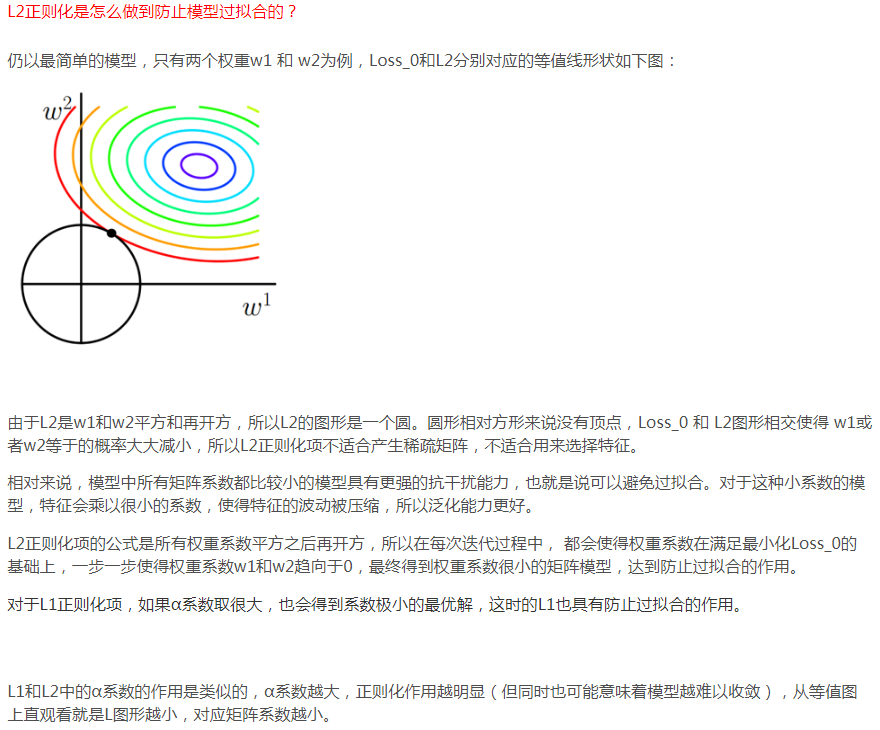 L2正则化是怎么做到防止模型过拟合的？
仍以最简单的模型，只有两个权重w1 和 w2为例，Loss_0和L2分别对应的等值线形状如下图：
w²
w¹
由于L2是w1和w2平方和再开方，所以L2的图形是一个圆。圆形相对方形来说没有顶点，Loss_0 和 L2图形相交使得 w1或
者w2等于的概率大大减小，所以L2正则化项不适合产生稀疏矩阵，不适合用来选择特征。
相对来说，模型中所有矩阵系数都比较小的模型具有更强的抗干扰能力，也就是说可以避免过拟合。对于这种小系数的模
型，特征会乘以很小的系数，使得特征的波动被压缩，所以泛化能力更好。
L2正则化项的公式是所有权重系数平方之后再开方，所以在每次迭代过程中， 都会使得权重系数在满足最小化Loss_0的
基础上，一步一步使得权重系数w1和w2趋向于0，最终得到权重系数很小的矩阵模型，达到防止过拟合的作用。
对于L1正则化项，如果α系数取很大，也会得到系数极小的最优解，这时的L1也具有防止过拟合的作用。
L1和L2中的α系数的作用是类似的，α系数越大，正则化作用越明显（但同时也可能意味着模型越难以收敛），从等值图
上直观看就是L图形越小，对应矩阵系数越小。